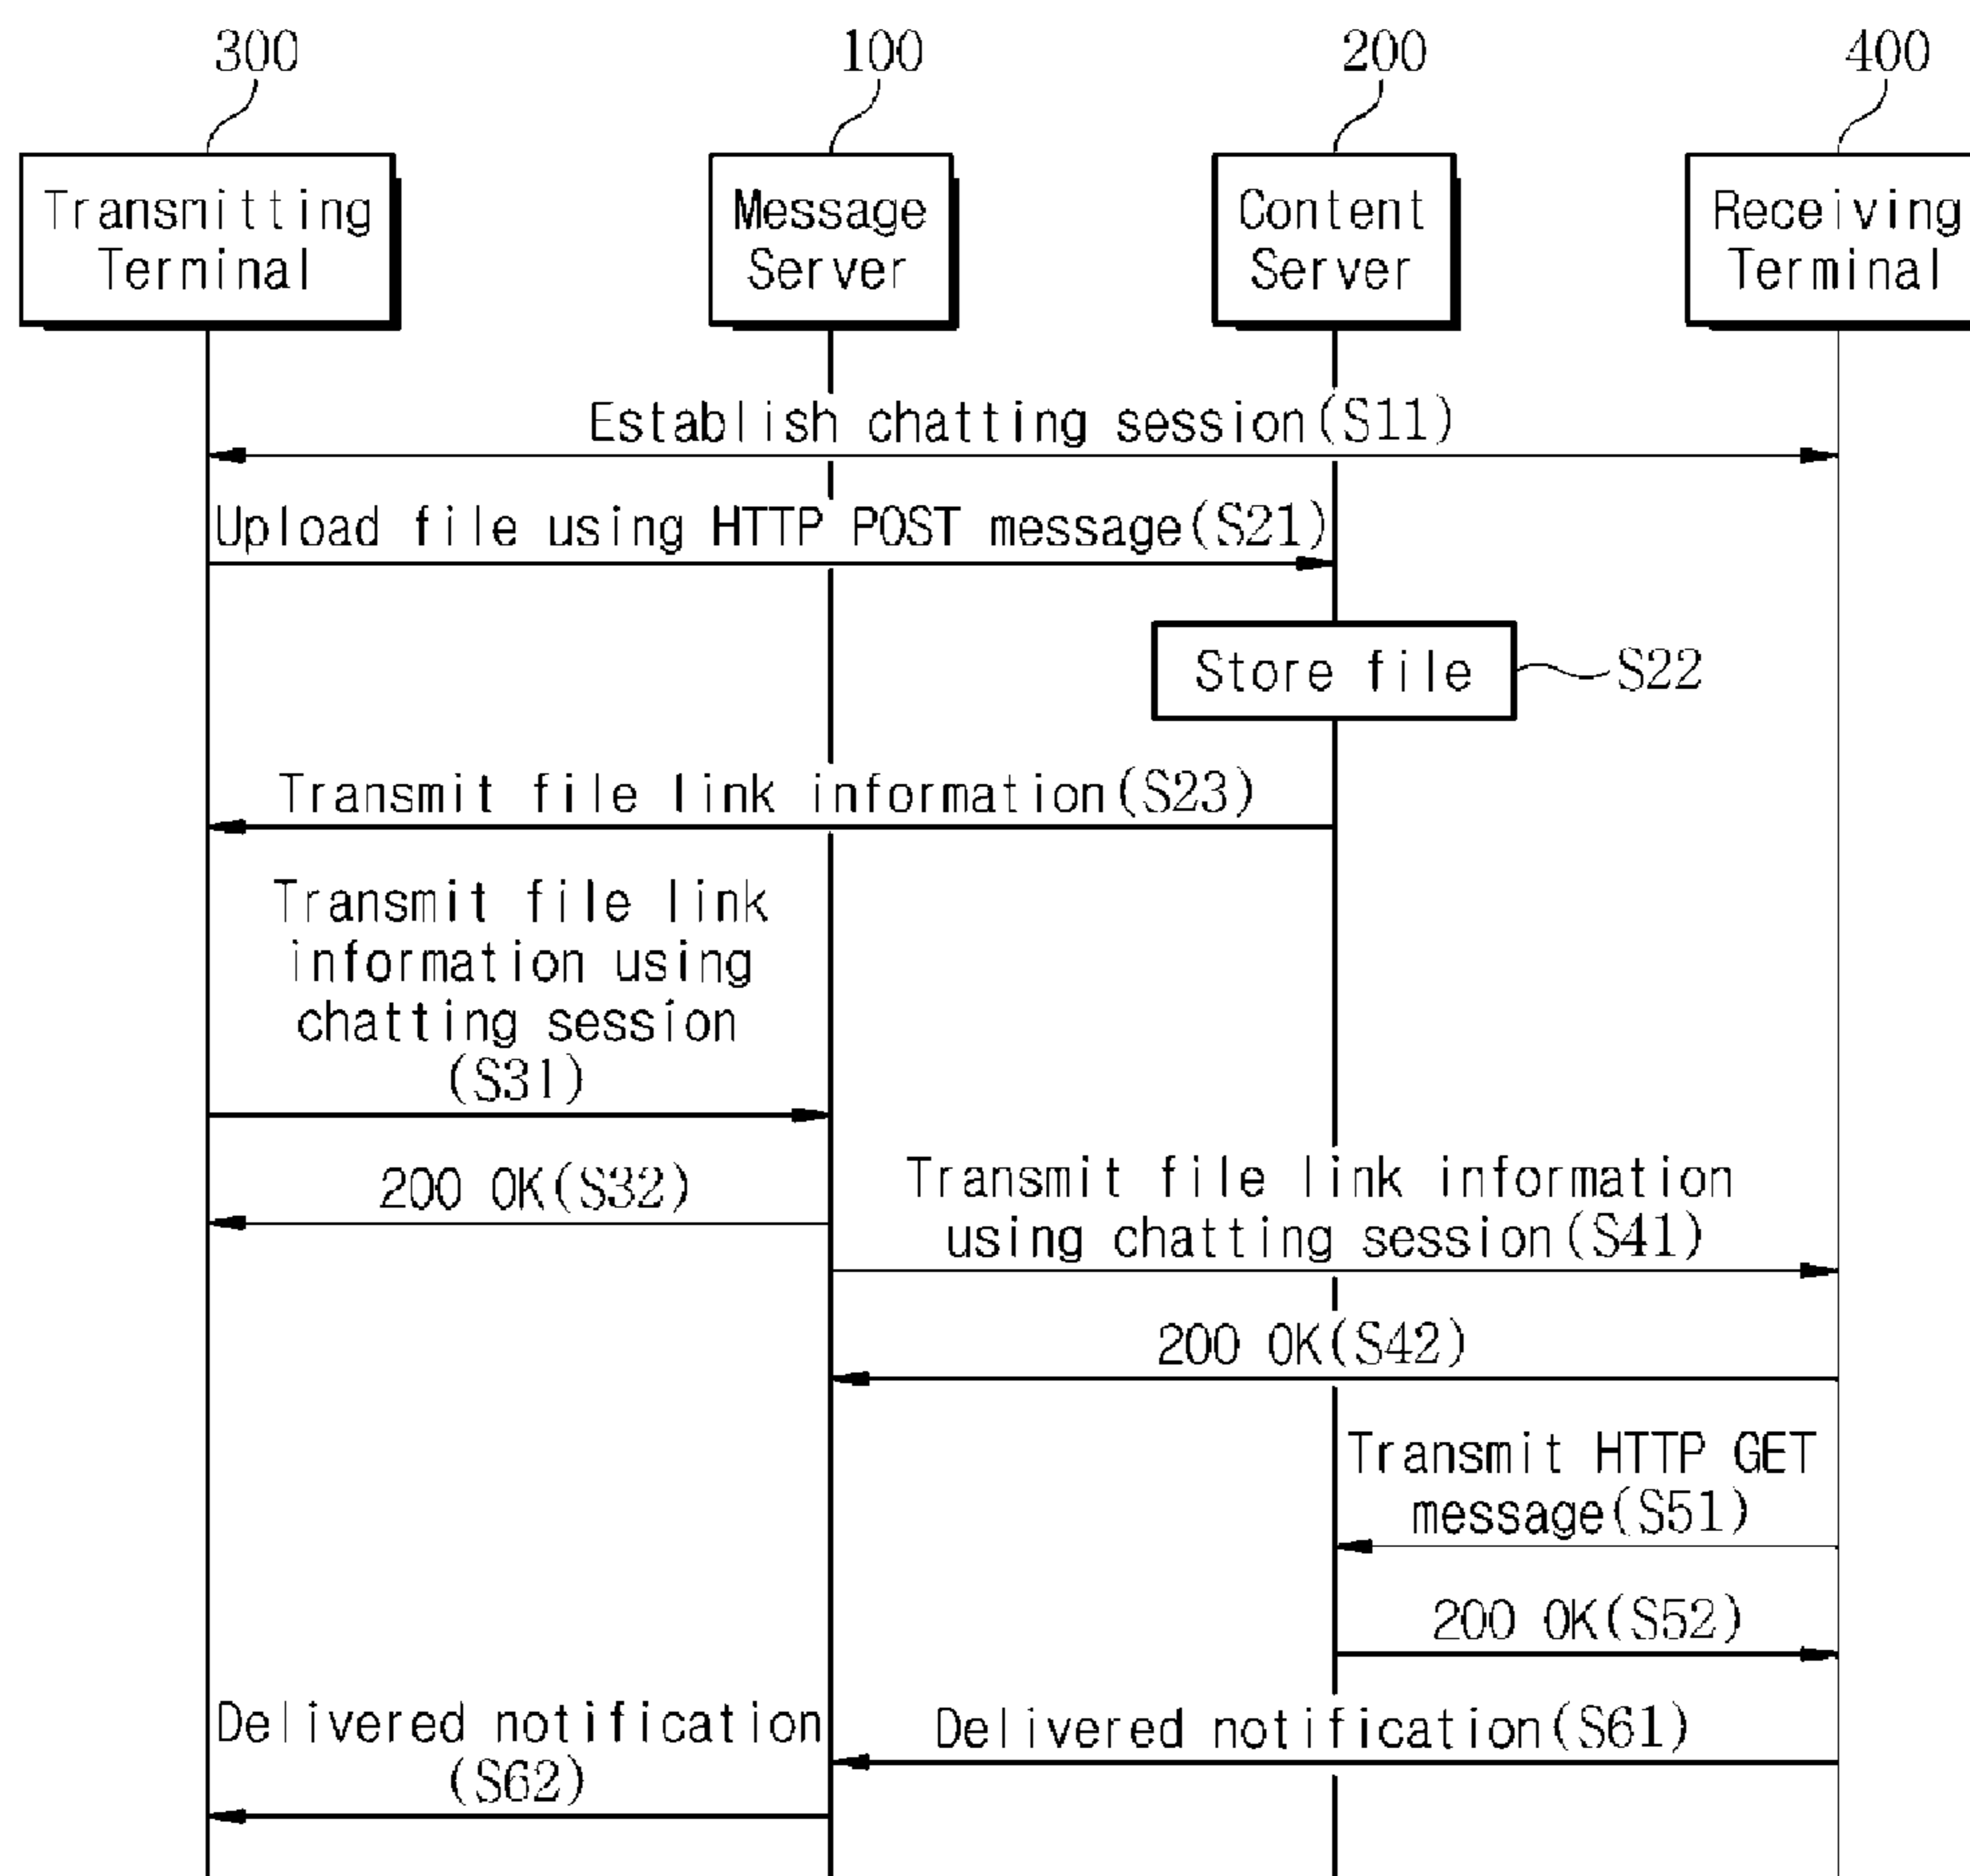 300
100
200
400
Transmitting
Terminal
Message
Server
Content
Server
Receiving
Terminal
Establish chatting session(S11)
Upload file using HTTP POST message(S21)
Store file
S22
Transmit file link information(S23)
Transmit file link
information using
chatting session
(S31)
200 OK(S32)
Transmit file link information
using chatting session(S41)
200 OK(S42)
Transmit HTTP GET
message(S51)
200 OK(S52)
Delivered notification
(S62)
Delivered notification(S61)